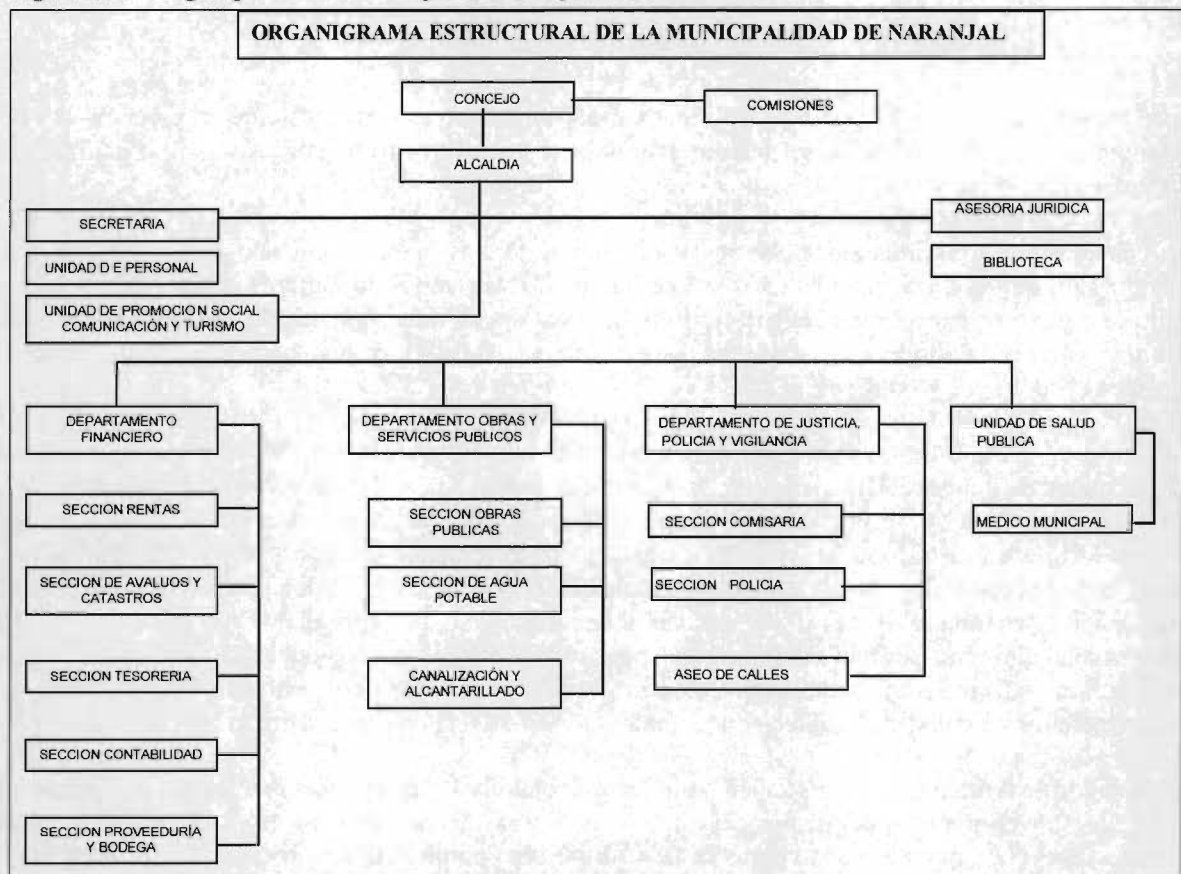 ORGANIGRAMA ESTRUCTURAL DE LA MUNICIPALIDAD DE NARANJAL
CONCEJO
COMISIONES
ALCALDIA
SECRETARIA
ASESORIA JURIDICA
UNIDAD D E PERSONAL
BIBLIOTECA
UNIDAD DE PROMOCION SOCIAL
COMUNICACIÓN Y TURISMO
DEPARTAMENTO
FINANCIERO
DEPARTAMENTO OBRAS Y
SERVICIOS PUBLICOS
DEPARTAMENTO DE JUSTICIA,
POLICIA Y VIGILANCIA
UNIDAD DE SALUD
PUBLICA
SECCION RENTAS
SECCION OBRAS
PUBLICAS
SECCION COMISARIA
MEDICO MUNICIPAL
SECCION DE AVALUOS Y
CATASTROS
SECCION DE AGUA
POTABLE
SECCION POLICIA
SECCION TESORERIA
CANALIZACIÓN Y
ALCANTARILLADO
ASEO DE CALLES
SECCION CONTABILIDAD
SECCION PROVEEDURÍA
Y BODEGA